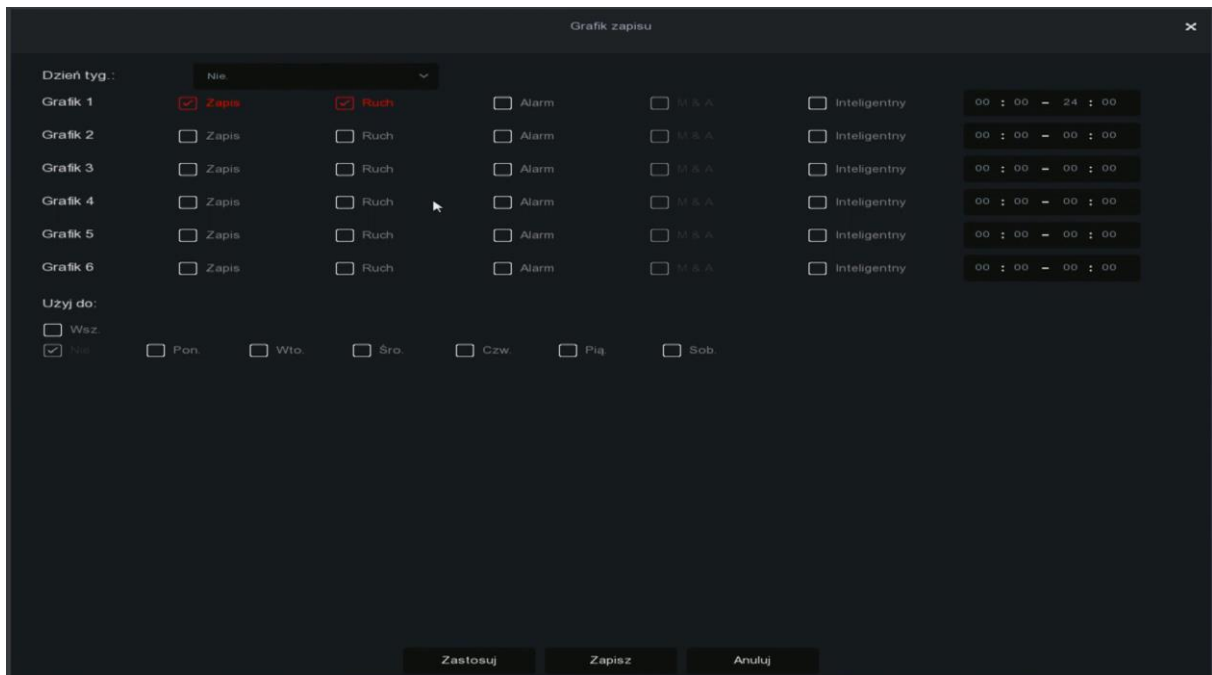 Grafik zapisu
Dzień tyg.: Nie.
Grafik 1 Zapis Ruch Alarm M & A Inteligentny 00 : 00 – 24 : 00
Grafik 2 Zapis Ruch Alarm M & A Inteligentny 00 : 00 – 00 : 00
Grafik 3 Zapis Ruch Alarm M & A Inteligentny 00 : 00 – 00 : 00
Grafik 4 Zapis Ruch Alarm M & A Inteligentny 00 : 00 – 00 : 00
Grafik 5 Zapis Ruch Alarm M & A Inteligentny 00 : 00 – 00 : 00
Grafik 6 Zapis Ruch Alarm M & A Inteligentny 00 : 00 – 00 : 00
Użyj do:
Wsz.
Nie. Pon. Wto. Śro. Czw. Pią. Sob.
Zastosuj Zapisz Anuluj